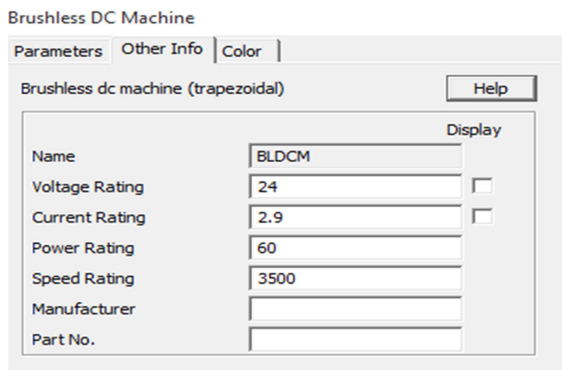 Brushless DC Machine
Parameters Other Info Color
Brushless dc machine (trapezoidal) Help
Display
Name BLDCM
Voltage Rating 24
Current Rating 2.9
Power Rating 60
Speed Rating 3500
Manufacturer
Part No.